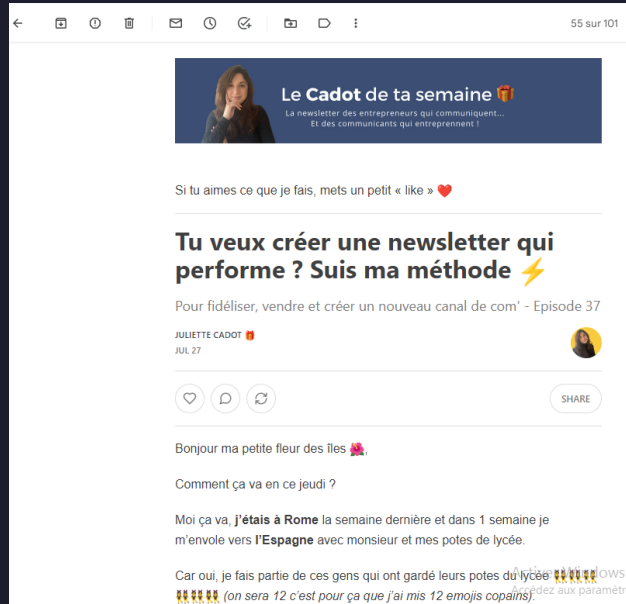 55 sur 101
Le Cadot de ta semaine 🎁
La newsletter des entrepreneurs qui communiquent...
Et des communicants qui entreprennent !
Si tu aimes ce que je fais, mets un petit « like » ❤️
Tu veux créer une newsletter qui
performe ? Suis ma méthode ⚡
Pour fidéliser, vendre et créer un nouveau canal de com' - Episode 37
JULIETTE CADOT 🎁
JUL 27
SHARE
Bonjour ma petite fleur des îles 🌺,
Comment ça va en ce jeudi ?
Moi ça va, j'étais à Rome la semaine dernière et dans 1 semaine je
m'envole vers l'Espagne avec monsieur et mes potes de lycée.
Car oui, je fais partie de ces gens qui ont gardé leurs potes du lycée 👯👯👯👯
👯👯👯👯 (on sera 12 c'est pour ça que j'ai mis 12 emojis copains).
Activer Windows
Accédez aux paramètr